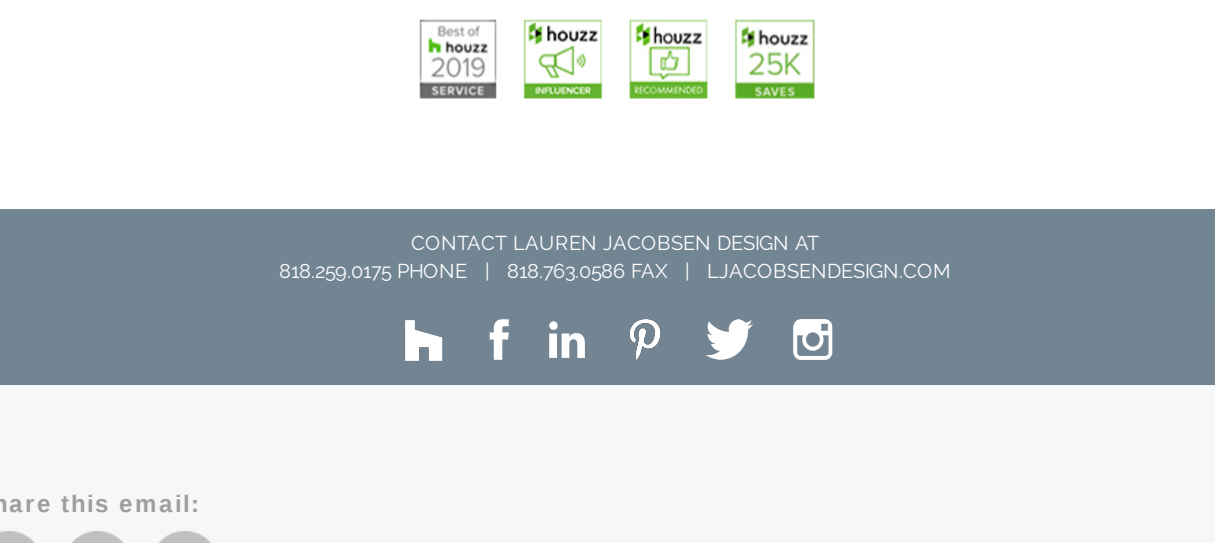 Best of
houzz
2019
SERVICE
houzz
INFLUENCER
houzz
RECOMMENDED
houzz
25K
SAVES
CONTACT LAUREN JACOBSEN DESIGN AT
818.259.0175 PHONE | 818.763.0586 FAX | LJACOBSENDESIGN.COM
hare this email: